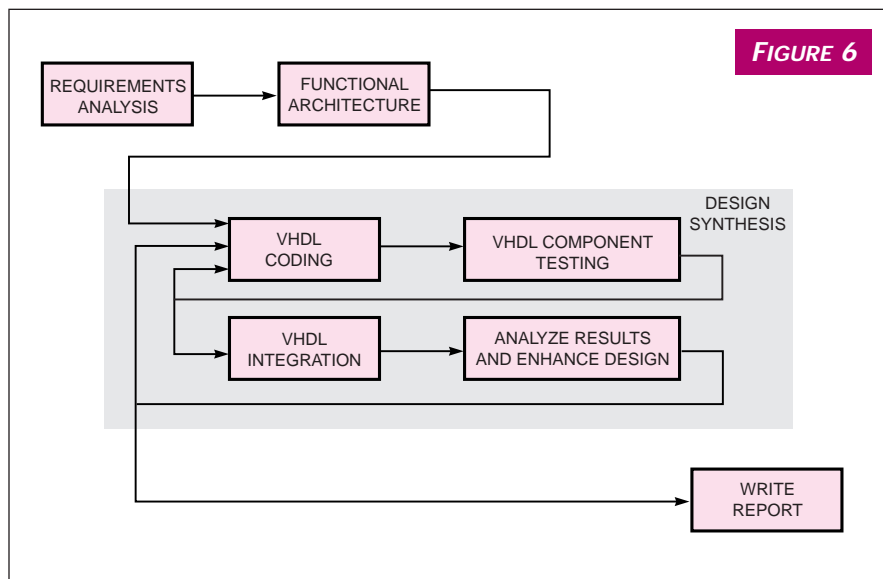 FIGURE 6
REQUIREMENTS
ANALYSIS
FUNCTIONAL
ARCHITECTURE
DESIGN
SYNTHESIS
VHDL
CODING
VHDL COMPONENT
TESTING
VHDL
INTEGRATION
ANALYZE RESULTS
AND ENHANCE DESIGN
WRITE
REPORT